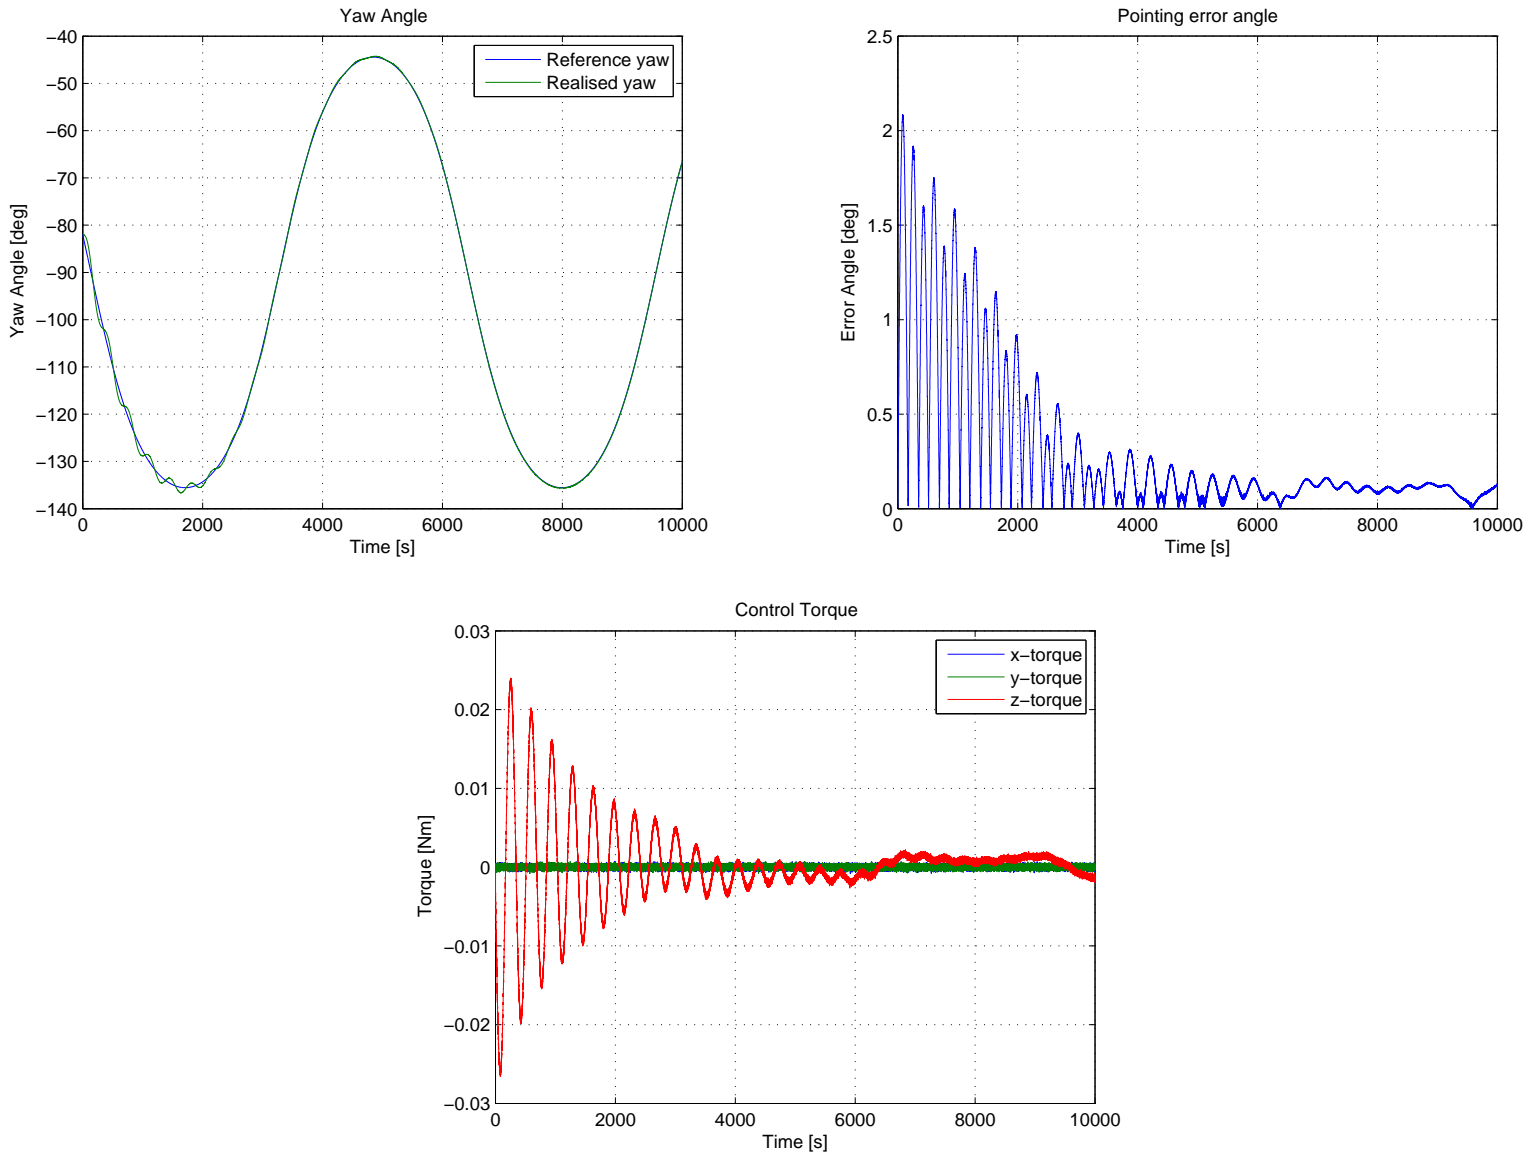 Yaw Angle
−40
−50
−60
−70
−80
−90
−100
−110
−120
−130
−140
Yaw Angle [deg]
0 2000 4000 6000 8000 10000
Time [s]
Reference yaw
Realised yaw
Pointing error angle
2.5
2
1.5
1
0.5
0
Error Angle [deg]
0 2000 4000 6000 8000 10000
Time [s]
Control Torque
0.03
0.02
0.01
0
−0.01
−0.02
−0.03
Torque [Nm]
0 2000 4000 6000 8000 10000
Time [s]
x−torque
y−torque
z−torque